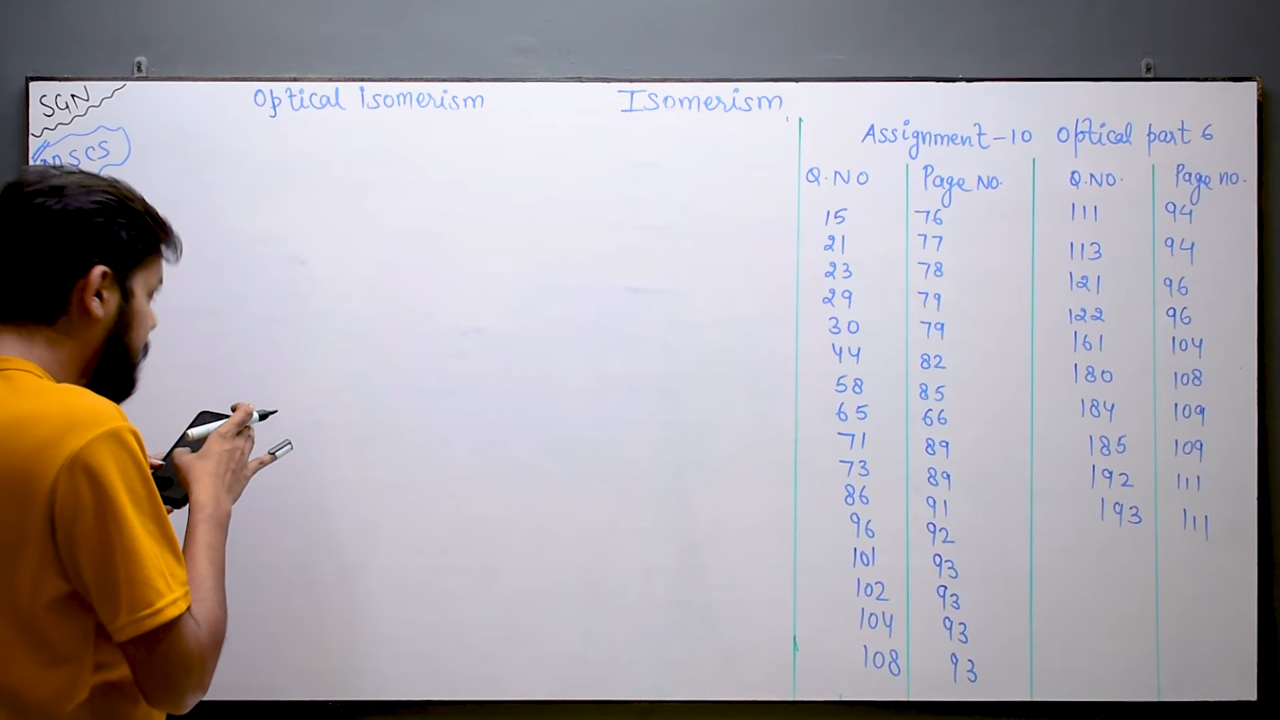 SGN
Optical isomerism Isomerism
MSCS
Assignment-10 Optical part 6
Q.NO Page No. Q.NO. Page no.
15 76 111 94
21 77 113 94
23 78 121 96
29 79 122 96
30 79 161 104
44 82 180 108
58 85 184 109
65 66 185 109
71 89 192 111
73 89 193 111
86 91
96 92
101 93
102 93
104 93
108 93